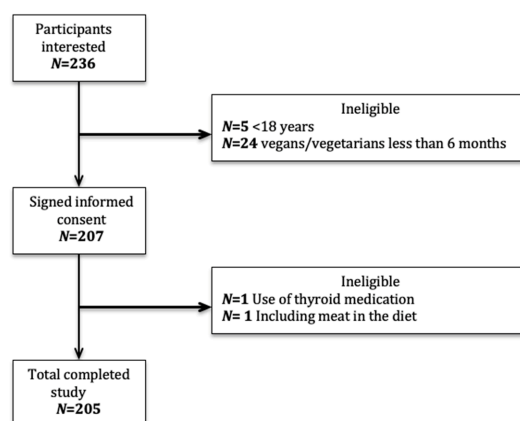 Participants
interested
N=236
Ineligible
N=5 <18 years
N=24 vegans/vegetarians less than 6 months
Signed informed
consent
N=207
Ineligible
N=1 Use of thyroid medication
N= 1 Including meat in the diet
Total completed
study
N=205